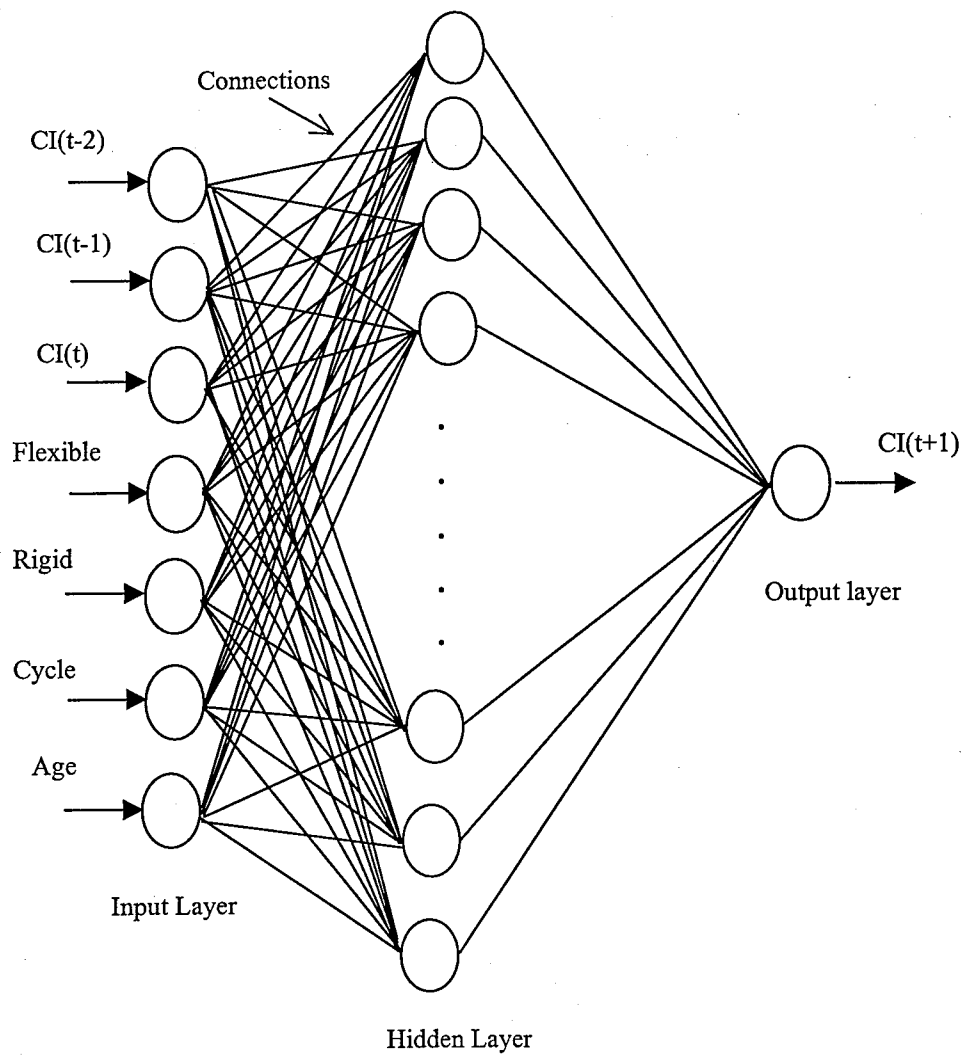 Connections
CI(t-2)
CI(t-1)
CI(t)
Flexible
Rigid
Cycle
Age
Input Layer
Hidden Layer
CI(t+1)
Output layer